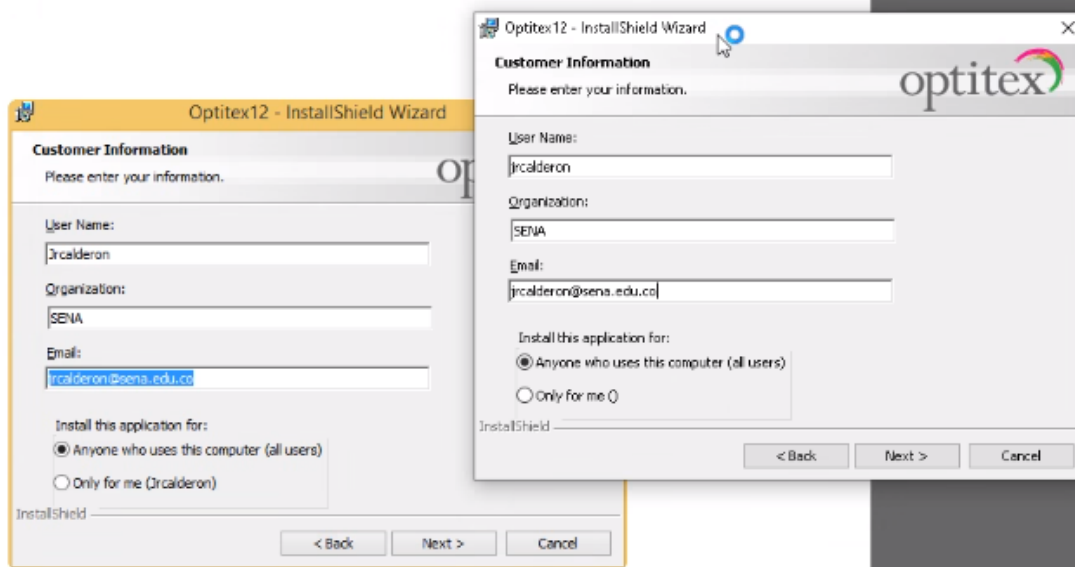 Optitex12 - InstallShield Wizard
Customer Information
Please enter your information.
optitex
User Name:
jrcalderon
Organization:
SENA
Email:
jrcalderon@sena.edu.co
Install this application for:
Anyone who uses this computer (all users)
Only for me ()
InstallShield
< Back Next > Cancel
Optitex12 - InstallShield Wizard
Customer Information
Please enter your information.
op
User Name:
Jrcalderon
Organization:
SENA
Email:
jrcalderon@sena.edu.co
Install this application for:
Anyone who uses this computer (all users)
Only for me (Jrcalderon)
InstallShield
< Back Next > Cancel